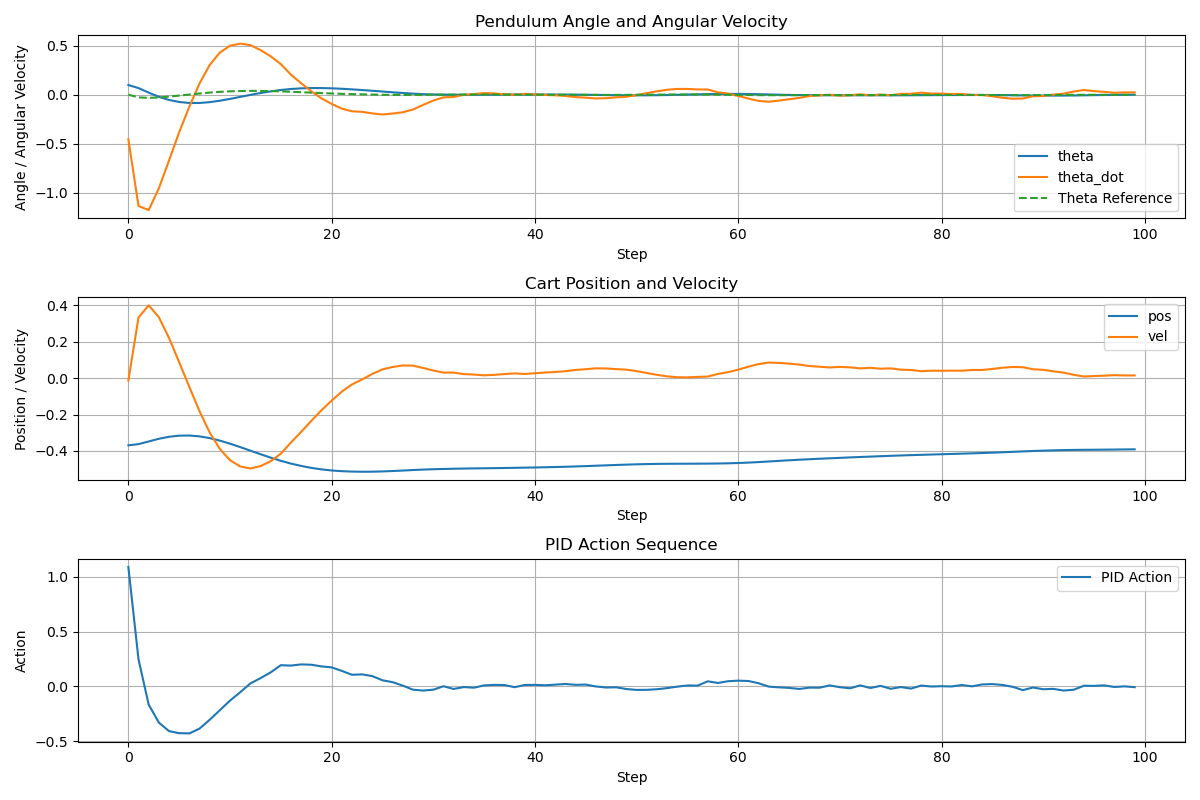 Pendulum Angle and Angular Velocity
Angle / Angular Velocity
0.5
0.0
−0.5
−1.0
theta
theta_dot
Theta Reference
0 20 40 60 80 100
Step
Cart Position and Velocity
Position / Velocity
0.4
0.2
0.0
−0.2
−0.4
pos
vel
0 20 40 60 80 100
Step
PID Action Sequence
Action
1.0
0.5
0.0
−0.5
PID Action
0 20 40 60 80 100
Step